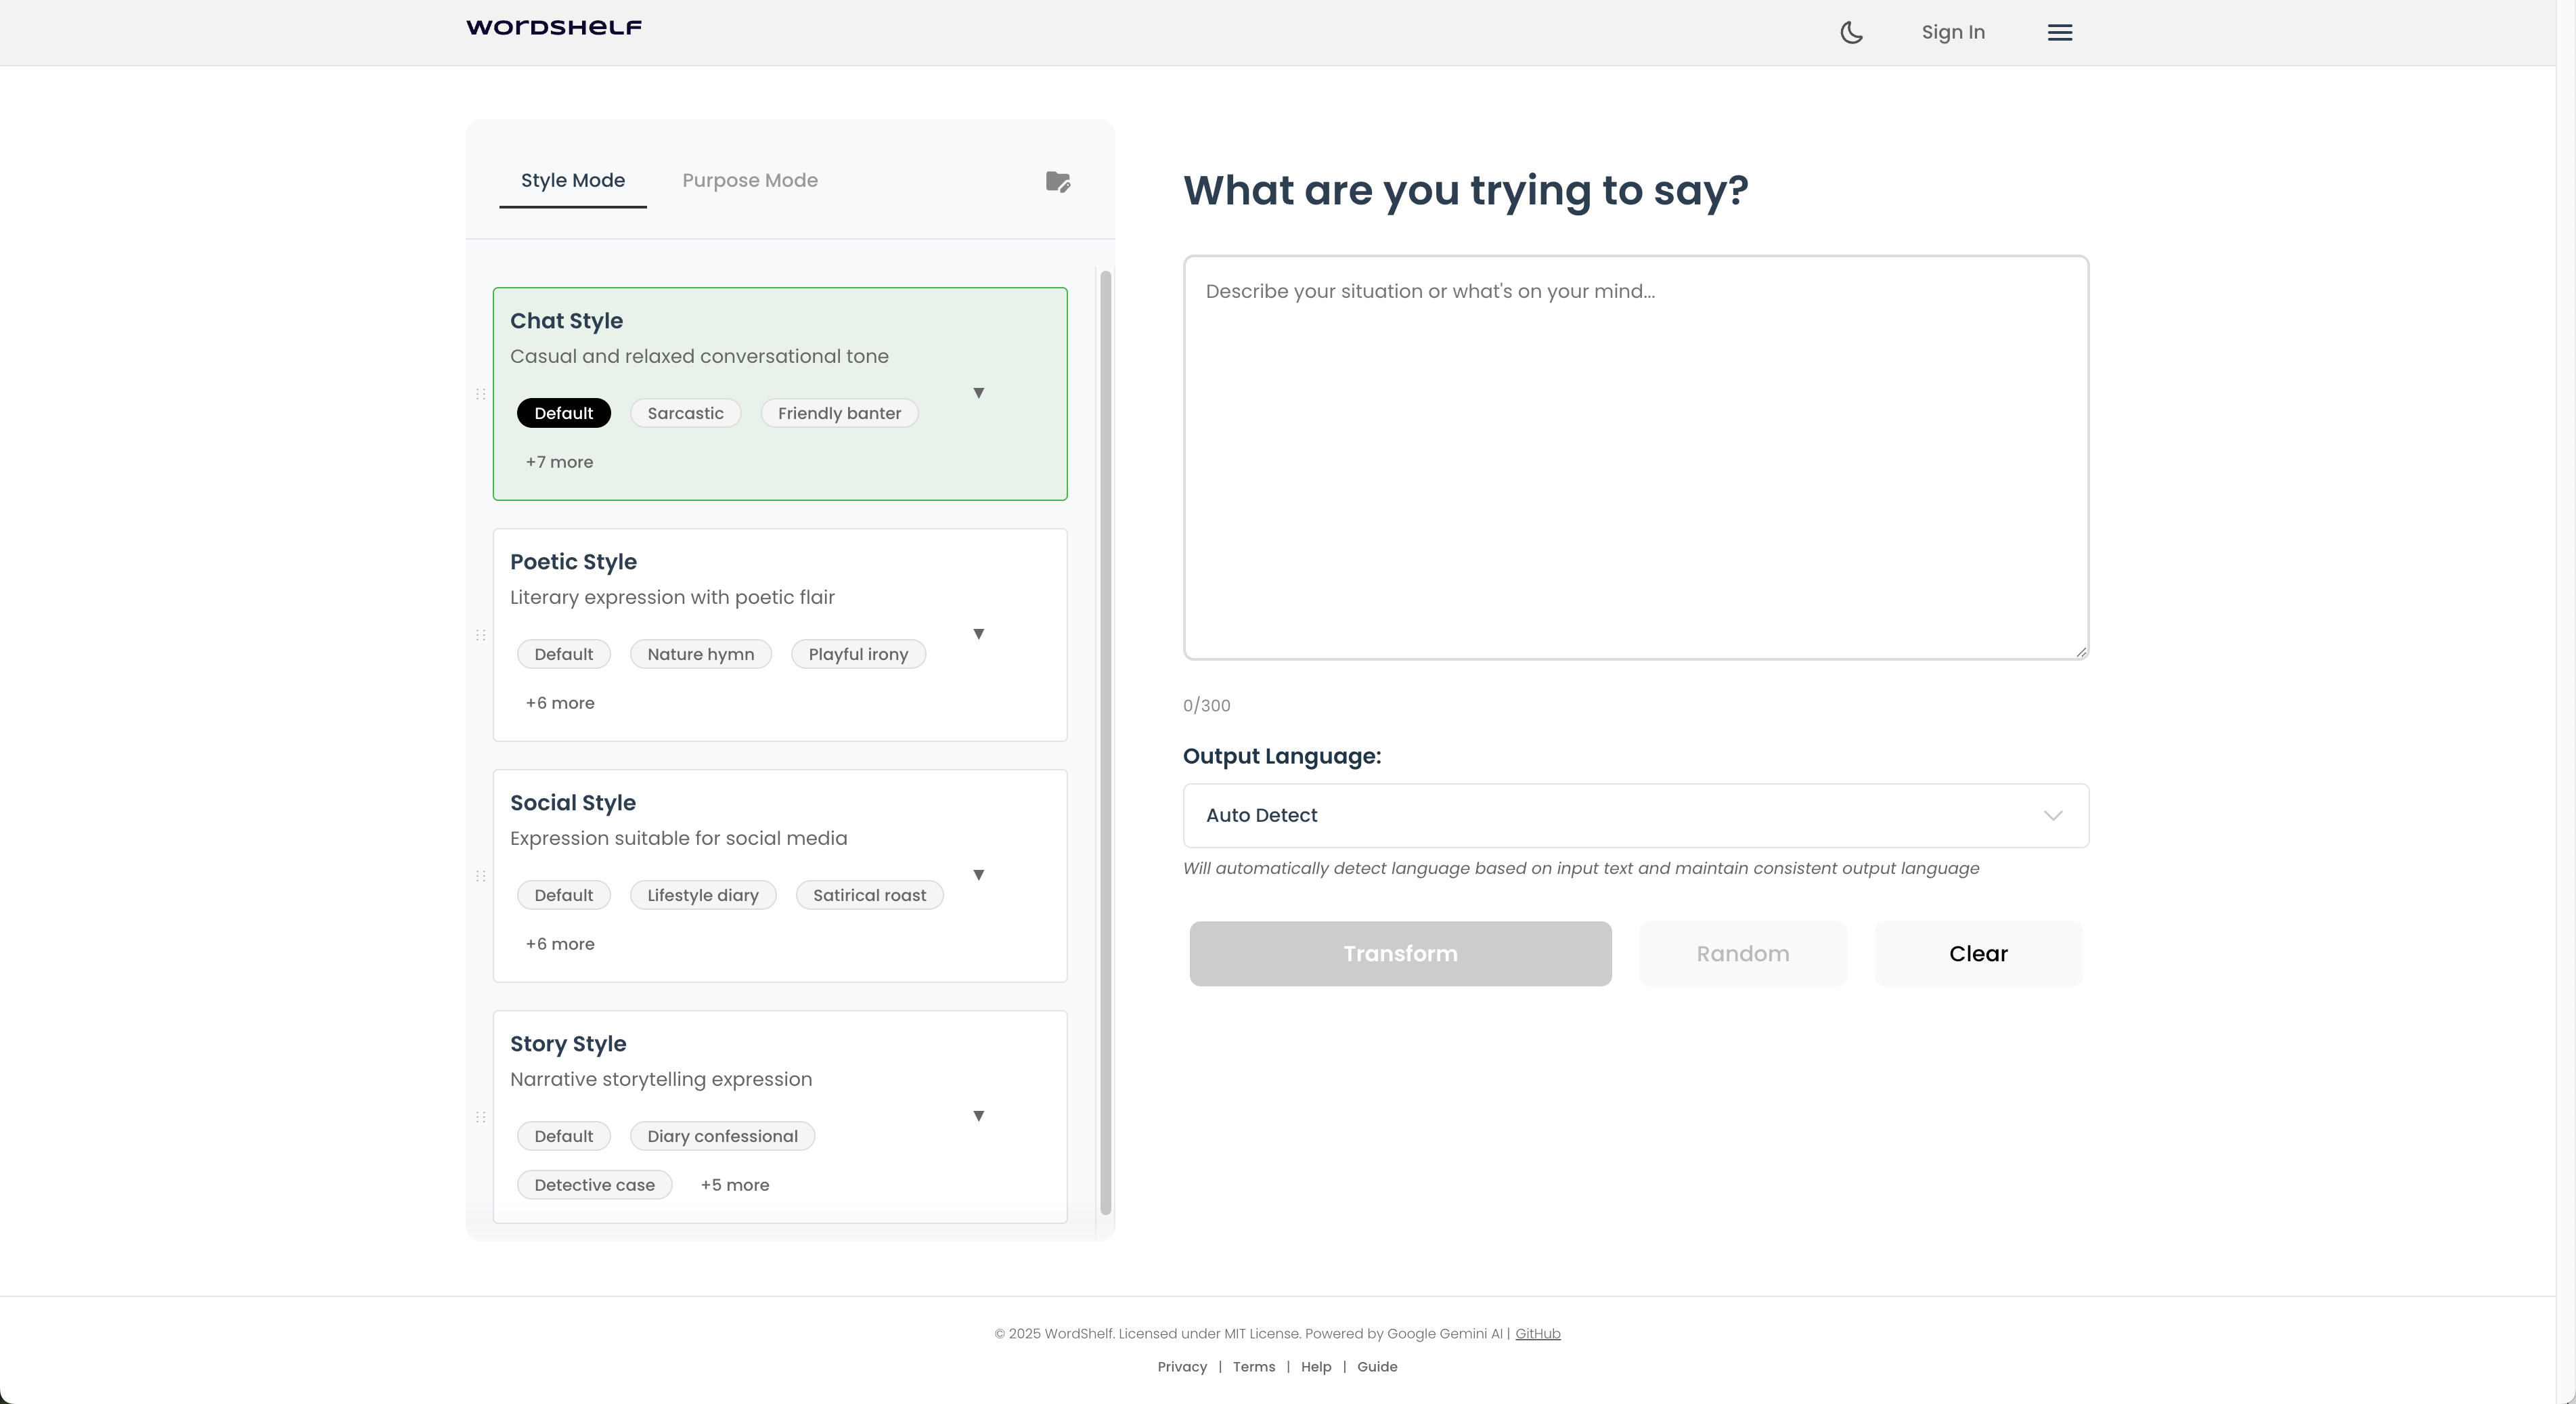 WORDSHELF
Sign In
Style Mode
Purpose Mode
Chat Style
Casual and relaxed conversational tone
Default
Sarcastic
Friendly banter
+7 more
Poetic Style
Literary expression with poetic flair
Default
Nature hymn
Playful irony
+6 more
Social Style
Expression suitable for social media
Default
Lifestyle diary
Satirical roast
+6 more
Story Style
Narrative storytelling expression
Default
Diary confessional
Detective case
+5 more
What are you trying to say?
Describe your situation or what's on your mind...
0/300
Output Language:
Auto Detect
Will automatically detect language based on input text and maintain consistent output language
Transform
Random
Clear
© 2025 WordShelf. Licensed under MIT License. Powered by Google Gemini AI | GitHub
Privacy | Terms | Help | Guide